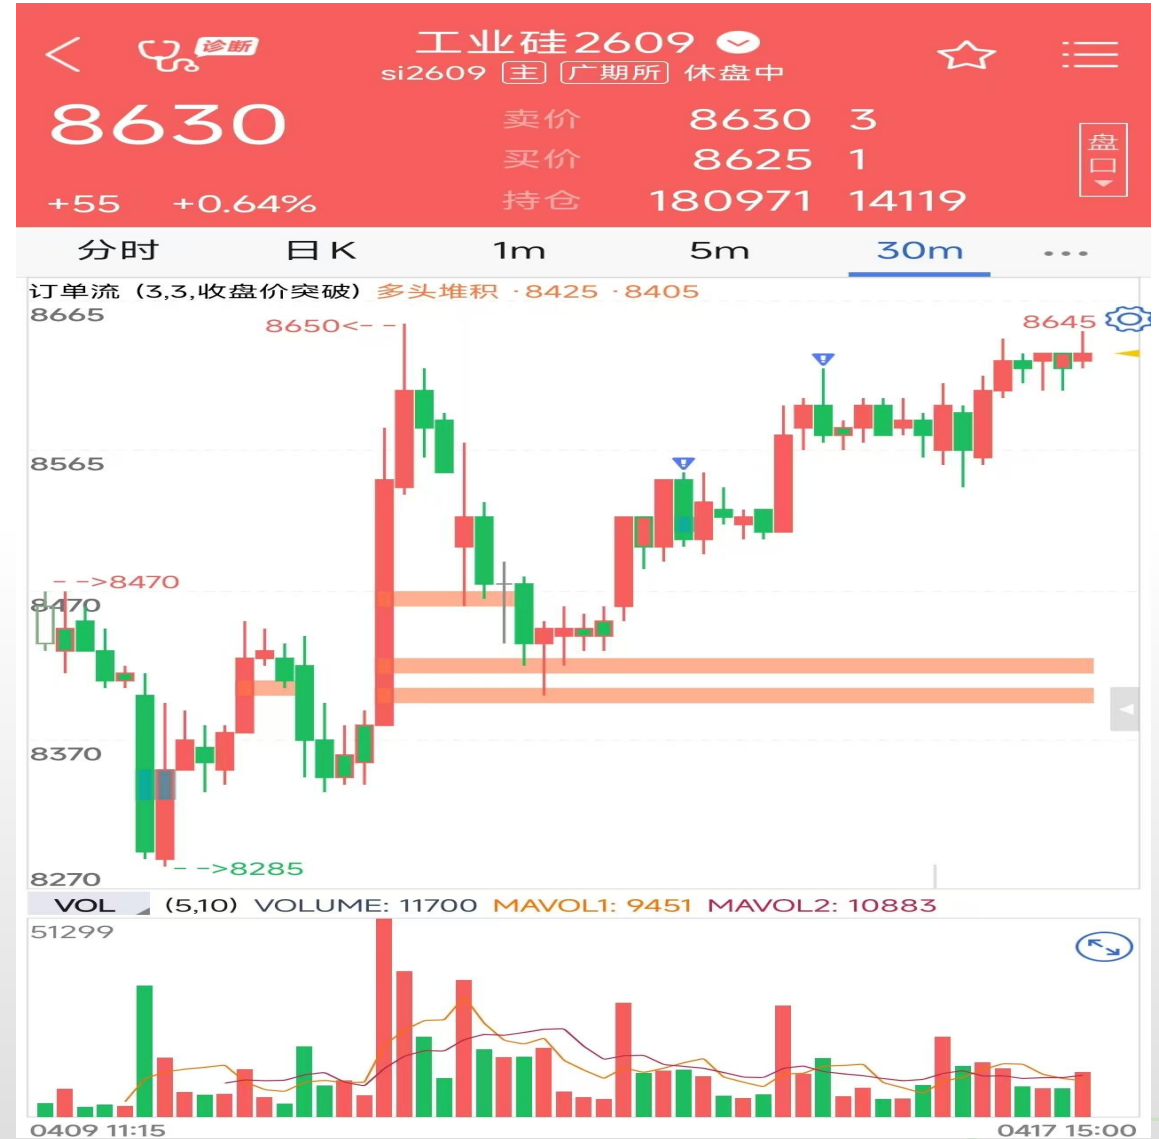 诊断
工业硅2609
si2609 主 广期所 休盘中
8630
卖价 8630 3
买价 8625 1
盘口
+55 +0.64% 持仓 180971 14119
分时 日K 1m 5m 30m ...
订单流 (3,3,收盘价突破) 多头堆积 ·8425 ·8405
8665
8650<--
8645
8565
-->8470
8470
8370
-->8285
8270
VOL (5,10) VOLUME: 11700 MAVOL1: 9451 MAVOL2: 10883
51299
0409 11:15 0417 15:00